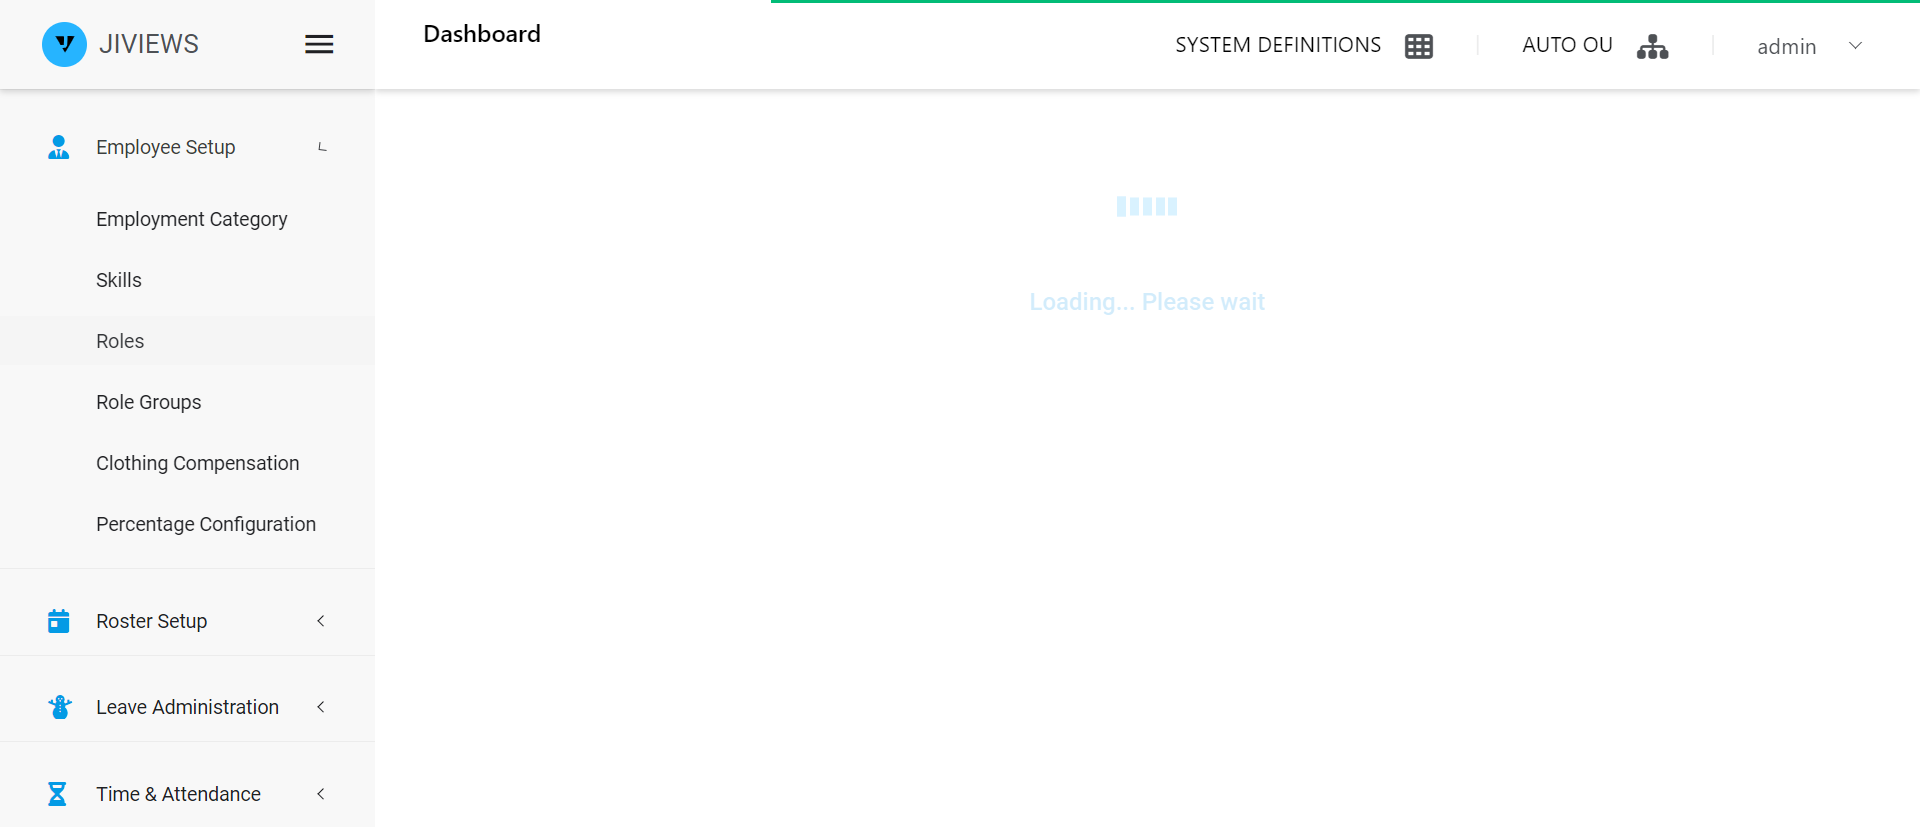 JIVIEWS
Dashboard
SYSTEM DEFINITIONS
AUTO OU
admin
Employee Setup
Employment Category
Skills
Roles
Role Groups
Clothing Compensation
Percentage Configuration
Roster Setup
Leave Administration
Time & Attendance
Loading... Please wait